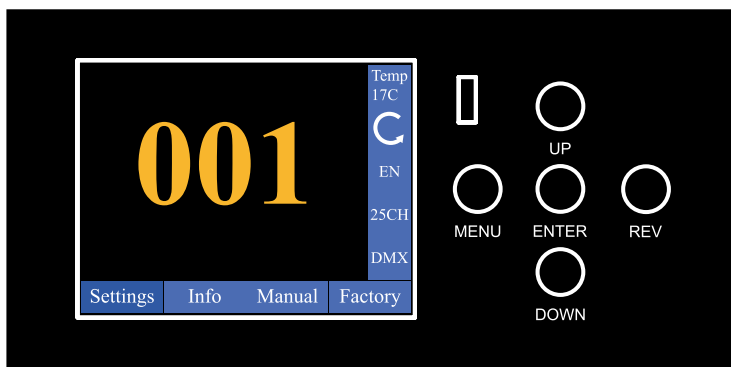 001
Temp
17C
EN
25CH
DMX
Settings Info Manual Factory
UP
MENU ENTER REV
DOWN